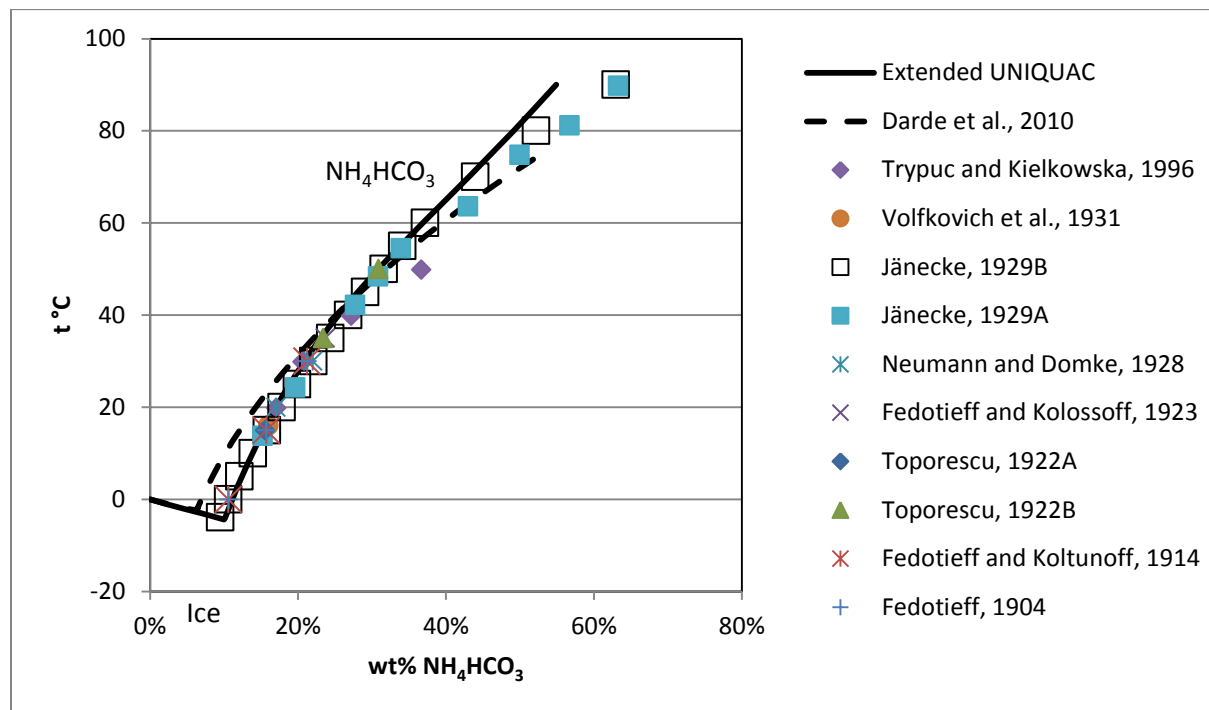 100
80
60
40
20
0
-20
t °C
NH₄HCO₃
Ice
0%
20%
40%
60%
80%
wt% NH₄HCO₃
Extended UNIQUAC
Darde et al., 2010
Trypuc and Kielkowska, 1996
Volfkovich et al., 1931
Jänecke, 1929B
Jänecke, 1929A
Neumann and Domke, 1928
Fedotieff and Kolossoff, 1923
Toporescu, 1922A
Toporescu, 1922B
Fedotieff and Koltunoff, 1914
Fedotieff, 1904